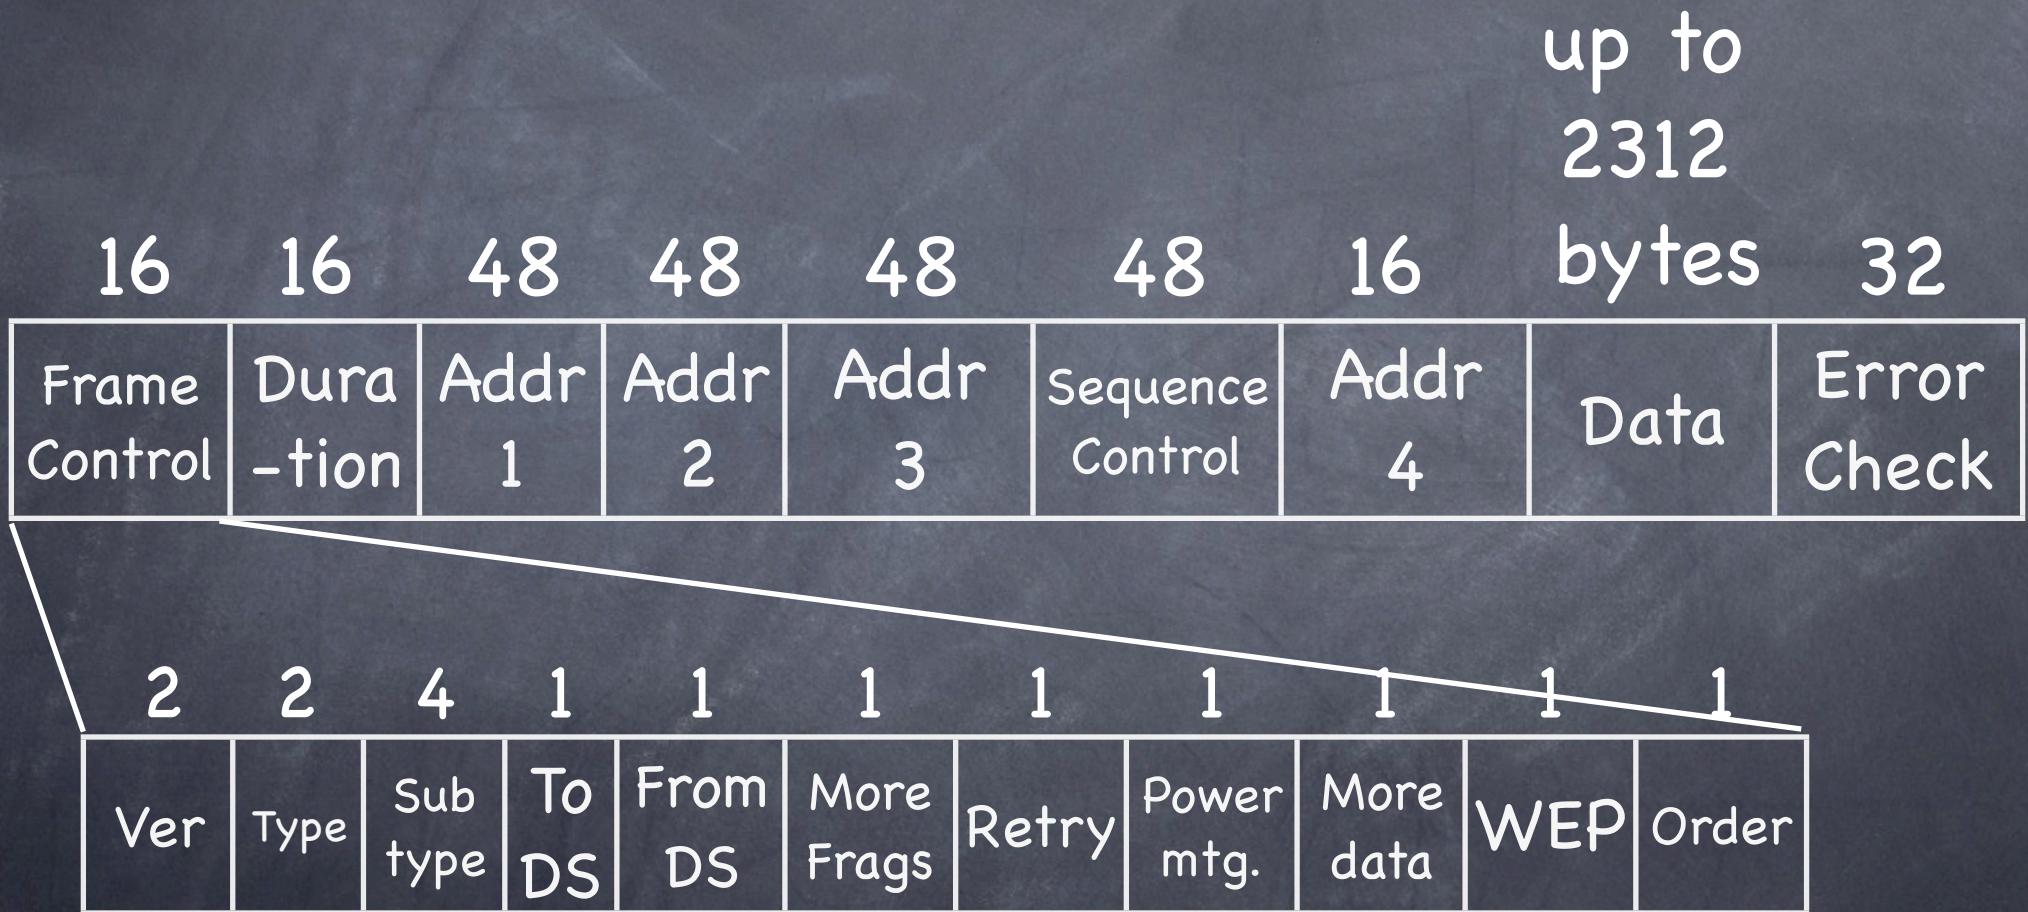 up to
2312
bytes
16 16 48 48 48 48 16 32
Frame Control
Dura -tion
Addr 1
Addr 2
Addr 3
Sequence Control
Addr 4
Data
Error Check
2 2 4 1 1 1 1 1 1 1 1
Ver
Type
Sub type
To DS
From DS
More Frags
Retry
Power mtg.
More data
WEP
Order